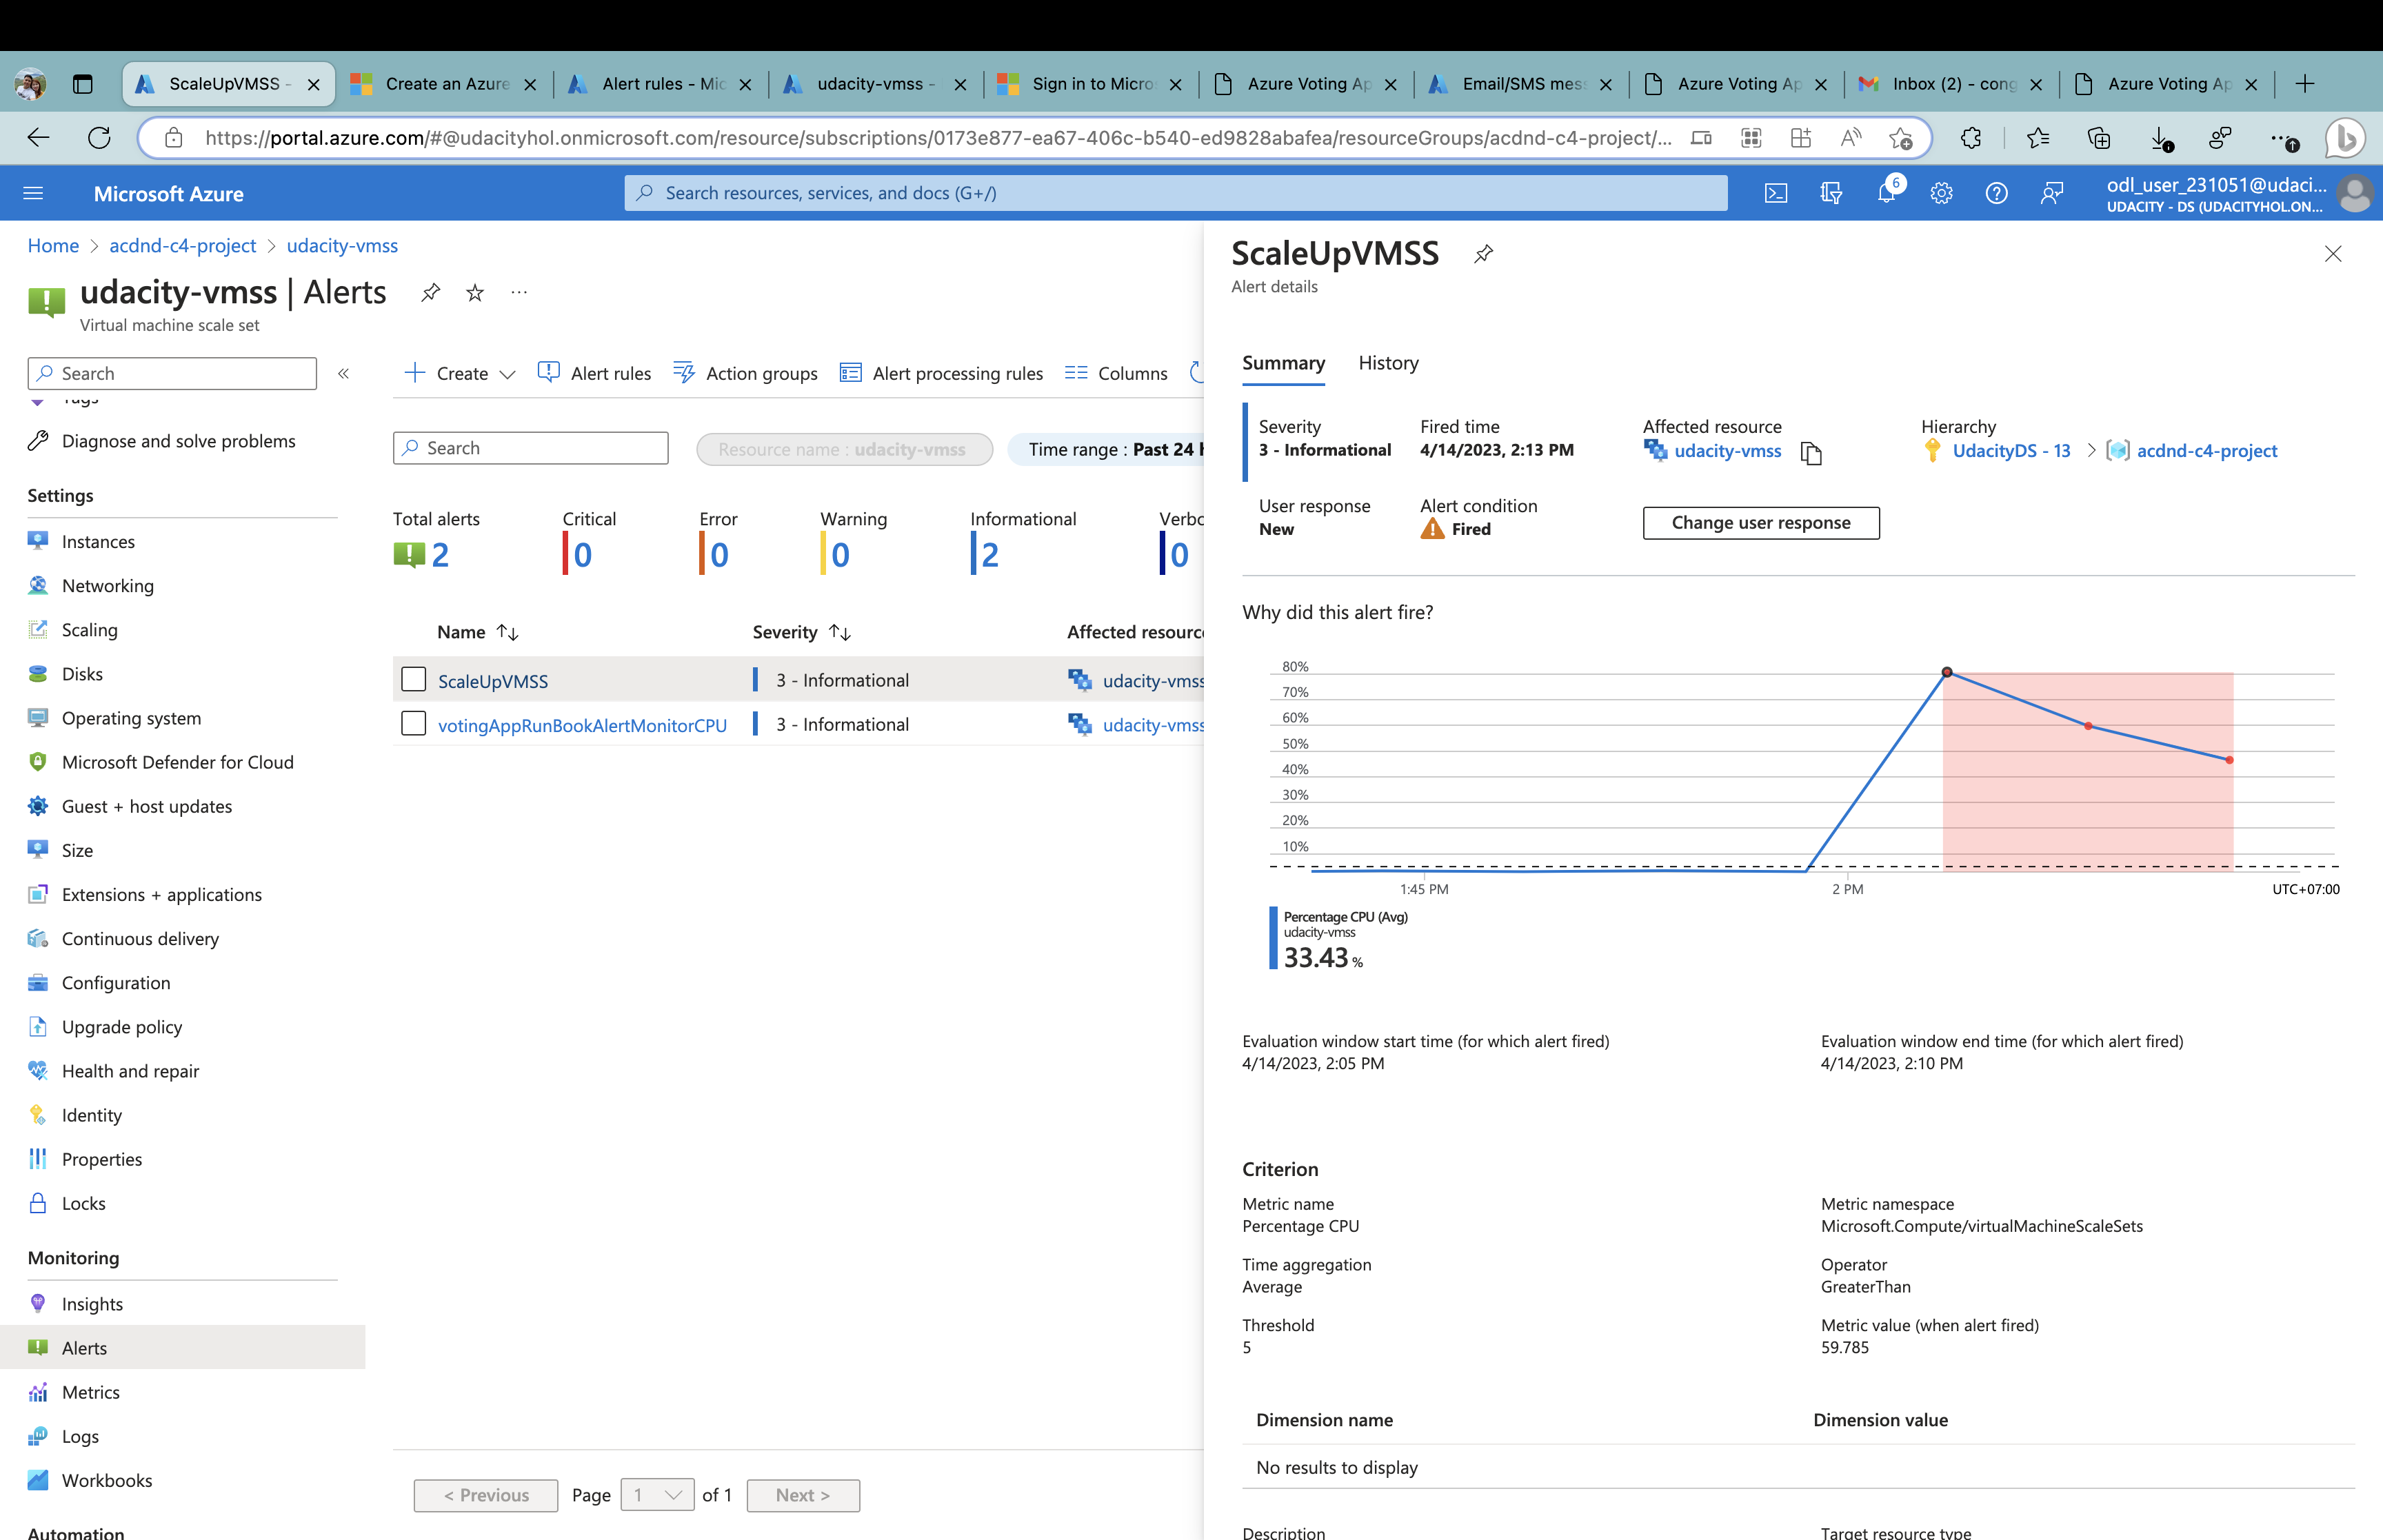 ScaleUpVMSS -
Create an Azure
Alert rules - Mic
udacity-vmss -
Sign in to Micro
Azure Voting Ap
Email/SMS mess
Azure Voting Ap
Inbox (2) - cong
Azure Voting Ap
https://portal.azure.com/#@udacityhol.onmicrosoft.com/resource/subscriptions/0173e877-ea67-406c-b540-ed9828abafea/resourceGroups/acdnd-c4-project/...
Microsoft Azure
Search resources, services, and docs (G+/)
6
odl_user_231051@udaci...
UDACITY - DS (UDACITYHOL.ON...
Home > acdnd-c4-project > udacity-vmss
udacity-vmss | Alerts
...
Virtual machine scale set
Search
«
Tags
Diagnose and solve problems
Settings
Instances
Networking
Scaling
Disks
Operating system
Microsoft Defender for Cloud
Guest + host updates
Size
Extensions + applications
Continuous delivery
Configuration
Upgrade policy
Health and repair
Identity
Properties
Locks
Monitoring
Insights
Alerts
Metrics
Logs
Workbooks
Automation
Create
Alert rules
Action groups
Alert processing rules
Columns
Search
Resource name : udacity-vmss
Time range : Past 24 h
Total alerts
2
Critical
0
Error
0
Warning
0
Informational
2
Verbo
0
Name
Severity
Affected resourc
ScaleUpVMSS
3 - Informational
udacity-vmss
votingAppRunBookAlertMonitorCPU
3 - Informational
udacity-vmss
< Previous
Page
1
of 1
Next >
ScaleUpVMSS
Alert details
Summary
History
Severity
3 - Informational
Fired time
4/14/2023, 2:13 PM
Affected resource
udacity-vmss
Hierarchy
UdacityDS - 13 > acdnd-c4-project
User response
New
Alert condition
Fired
Change user response
Why did this alert fire?
80%
70%
60%
50%
40%
30%
20%
10%
1:45 PM
2 PM
UTC+07:00
Percentage CPU (Avg)
udacity-vmss
33.43 %
Evaluation window start time (for which alert fired)
4/14/2023, 2:05 PM
Evaluation window end time (for which alert fired)
4/14/2023, 2:10 PM
Criterion
Metric name
Percentage CPU
Metric namespace
Microsoft.Compute/virtualMachineScaleSets
Time aggregation
Average
Operator
GreaterThan
Threshold
5
Metric value (when alert fired)
59.785
Dimension name
Dimension value
No results to display
Description
Target resource type